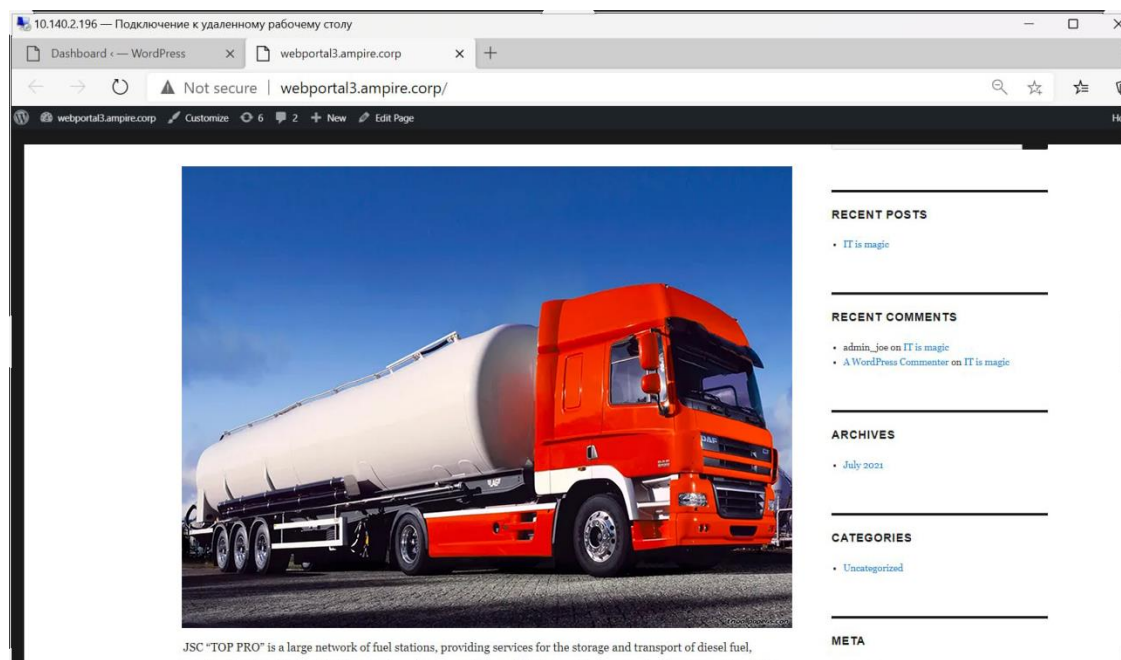 10.140.2.196 — Подключение к удаленному рабочему столу
Dashboard ‹ — WordPress
webportal3.ampire.corp
Not secure | webportal3.ampire.corp/
webportal3.ampire.corp Customize 6 2 New Edit Page
RECENT POSTS
• IT is magic
RECENT COMMENTS
• admin_joe on IT is magic
• A WordPress Commenter on IT is magic
ARCHIVES
• July 2021
CATEGORIES
• Uncategorized
META
DAF
JSC “TOP PRO” is a large network of fuel stations, providing services for the storage and transport of diesel fuel,